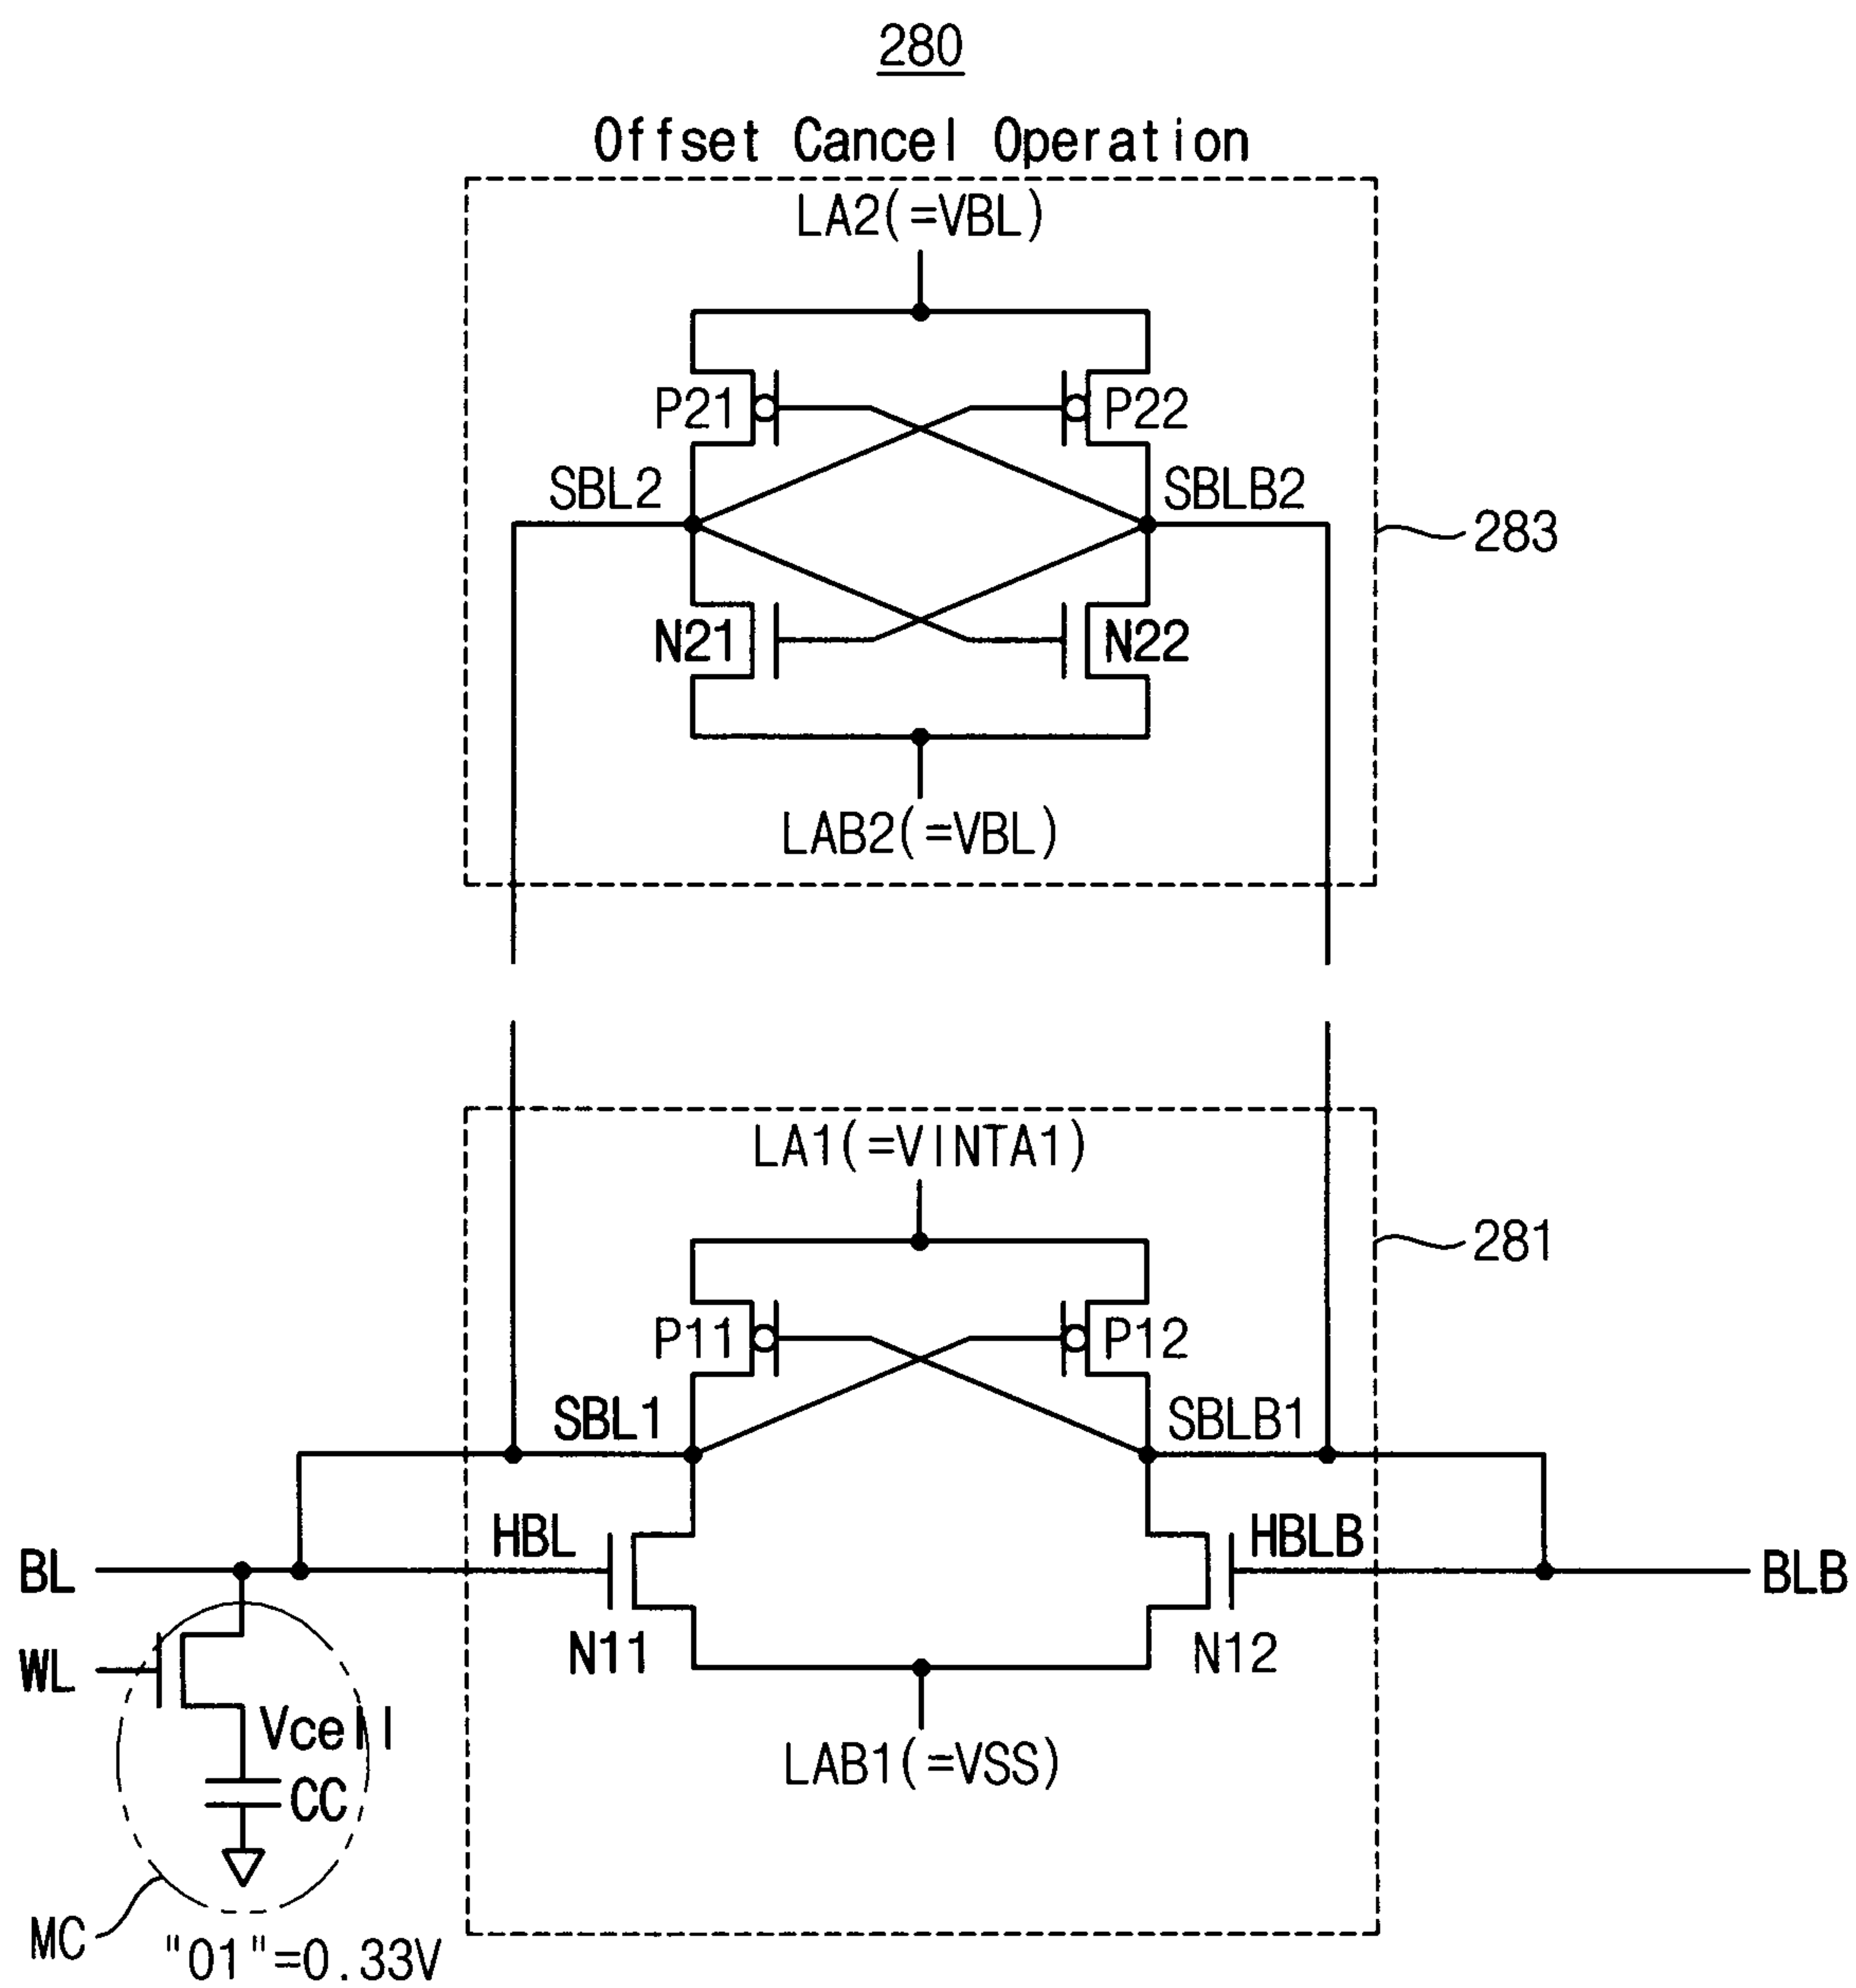 280
Offset Cancel Operation
LA2(=VBL)
P21
P22
SBL2
SBLB2
283
N21
N22
LAB2(=VBL)
LA1(=VINTA1)
281
P11
P12
SBL1
SBLB1
HBL
HBLB
BL
BLB
N11
N12
WL
Vcell
LAB1(=VSS)
CC
MC
"01"=0.33V